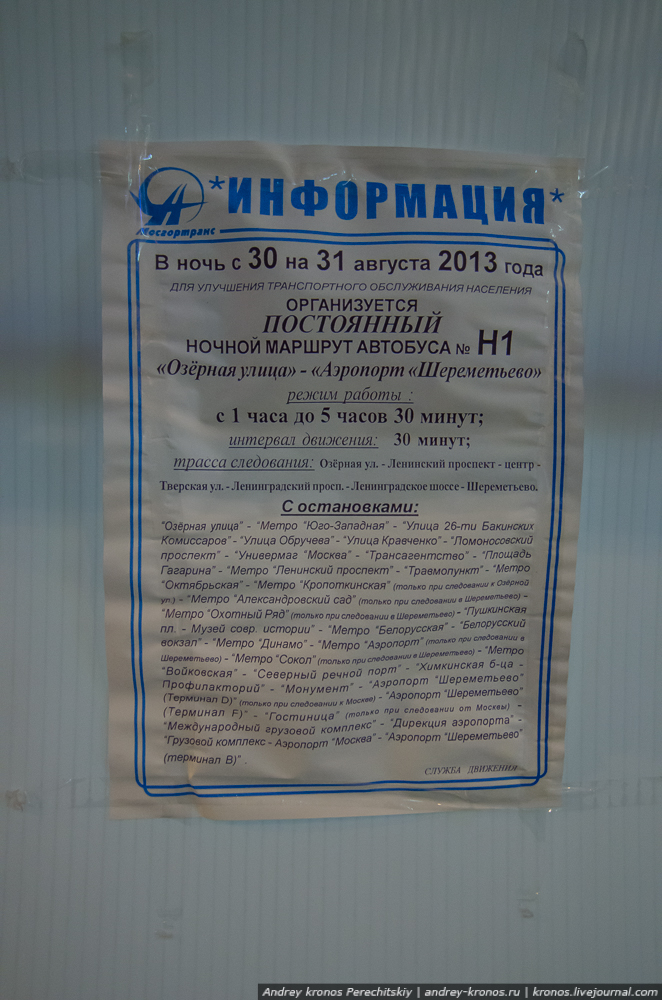 Мосгортранс
*ИНФОРМАЦИЯ*
В ночь с 30 на 31 августа 2013 года
ДЛЯ УЛУЧШЕНИЯ ТРАНСПОРТНОГО ОБСЛУЖИВАНИЯ НАСЕЛЕНИЯ
ОРГАНИЗУЕТСЯ
ПОСТОЯННЫЙ
НОЧНОЙ МАРШРУТ АВТОБУСА № Н1
«Озёрная улица» - «Аэропорт «Шереметьево»
режим работы :
с 1 часа до 5 часов 30 минут;
интервал движения: 30 минут;
трасса следования: Озёрная ул. - Ленинский проспект - центр -
Тверская ул. - Ленинградский просп. - Ленинградское шоссе - Шереметьево.
С остановками:
"Озёрная улица" - "Метро "Юго-Западная" - "Улица 26-ти Бакинских
Комиссаров" - "Улица Обручева" - "Улица Кравченко" - "Ломоносовский
проспект" - "Универмаг "Москва" - "Трансагентство" - "Площадь
Гагарина" - "Метро "Ленинский проспект" - "Травмопункт" - "Метро
"Октябрьская" - "Метро "Кропоткинская" (только при следовании к Озёрной
ул.) - "Метро "Александровский сад" (только при следовании в Шереметьево) -
"Метро "Охотный Ряд" (только при следовании в Шереметьево) - "Пушкинская
пл. - Музей совр. истории" - "Метро "Белорусская" - "Белорусский
вокзал" - "Метро "Динамо" - "Метро "Аэропорт" (только при следовании в
Шереметьево) - "Метро "Сокол" (только при следовании в Шереметьево) - "Метро
"Войковская" - "Северный речной порт" - "Химкинская б-ца -
Профилакторий" - "Монумент" - "Аэропорт "Шереметьево"
(Терминал D)" (только при следовании к Москве) - "Аэропорт "Шереметьево"
(Терминал F)" - "Гостиница" (только при следовании от Москвы) -
"Международный грузовой комплекс" - "Дирекция аэропорта" -
"Грузовой комплекс - Аэропорт "Москва" - "Аэропорт "Шереметьево"
(терминал B)" .
СЛУЖБА ДВИЖЕНИЯ
Andrey kronos Perechitskiy | andrey-kronos.ru | kronos.livejournal.com